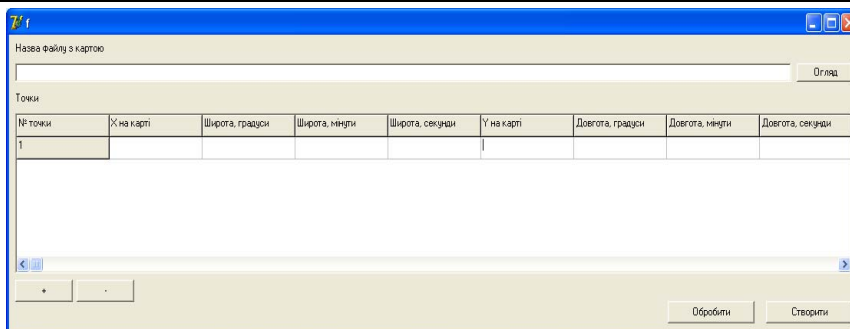 f
Назва файлу з картою
Огляд
Точки
№ точки X на карті Широта, градуси Широта, мінути Широта, секунди Y на карті Довгота, градуси Довгота, мінути Довгота, секунди
1
+ -
Обробити Створити